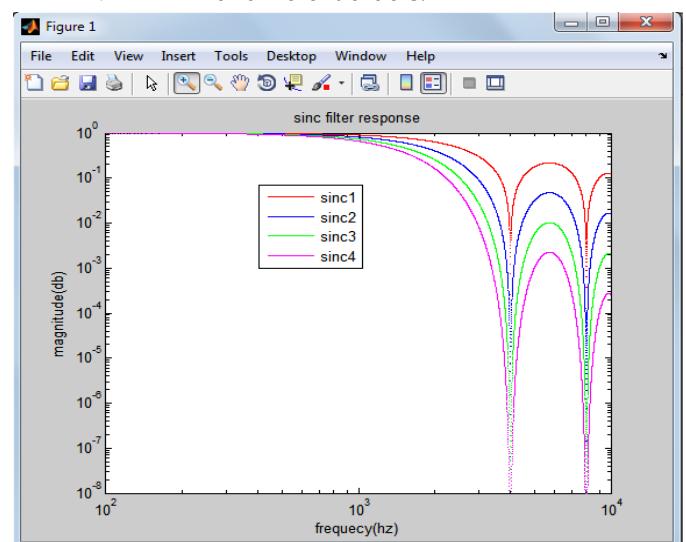 Figure 1
File Edit View Insert Tools Desktop Window Help
sinc filter response
10^0
10^-1
10^-2
10^-3
10^-4
10^-5
10^-6
10^-7
10^-8
magnitude(db)
sinc1
sinc2
sinc3
sinc4
10^2 10^3 10^4
frequecy(hz)